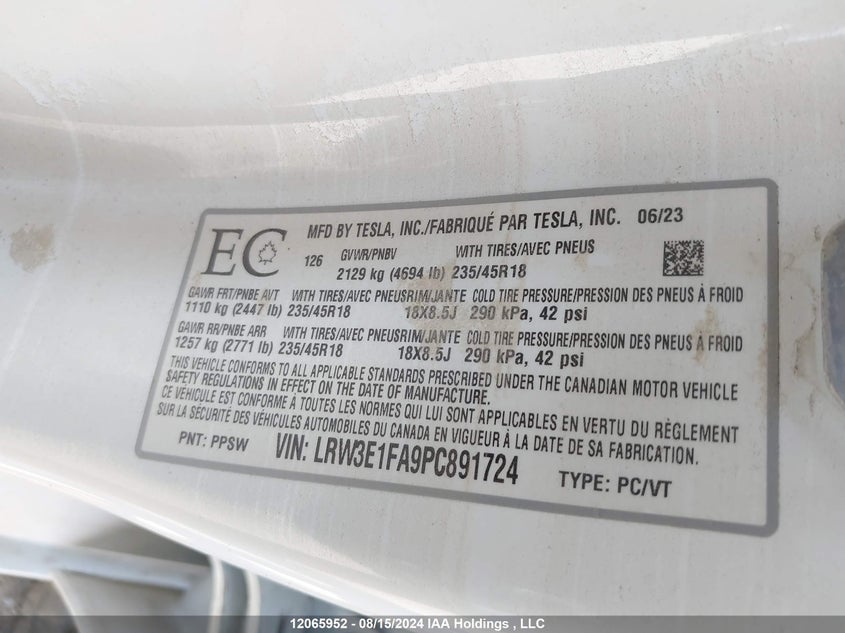 EC
MFD BY TESLA, INC./FABRIQUÉ PAR TESLA, INC. 06/23
126 GVWR/PNBV WITH TIRES/AVEC PNEUS
2129 kg (4694 lb) 235/45R18
GAWR FRT/PNBE AVT WITH TIRES/AVEC PNEUS RIM/JANTE COLD TIRE PRESSURE/PRESSION DES PNEUS À FROID
1110 kg (2447 lb) 235/45R18 18X8.5J 290 kPa, 42 psi
GAWR RR/PNBE ARR WITH TIRES/AVEC PNEUS RIM/JANTE COLD TIRE PRESSURE/PRESSION DES PNEUS À FROID
1257 kg (2771 lb) 235/45R18 18X8.5J 290 kPa, 42 psi
THIS VEHICLE CONFORMS TO ALL APPLICABLE STANDARDS PRESCRIBED UNDER THE CANADIAN MOTOR VEHICLE
SAFETY REGULATIONS IN EFFECT ON THE DATE OF MANUFACTURE.
CE VÉHICULE EST CONFORME À TOUTES LES NORMES QUI LUI SONT APPLICABLES EN VERTU DU RÈGLEMENT
SUR LA SÉCURITÉ DES VÉHICULES AUTOMOBILES DU CANADA EN VIGUEUR À LA DATE DE SA FABRICATION.
PNT: PPSW VIN: LRW3E1FA9PC891724 TYPE: PC/VT
12065952 - 08/15/2024 IAA Holdings , LLC